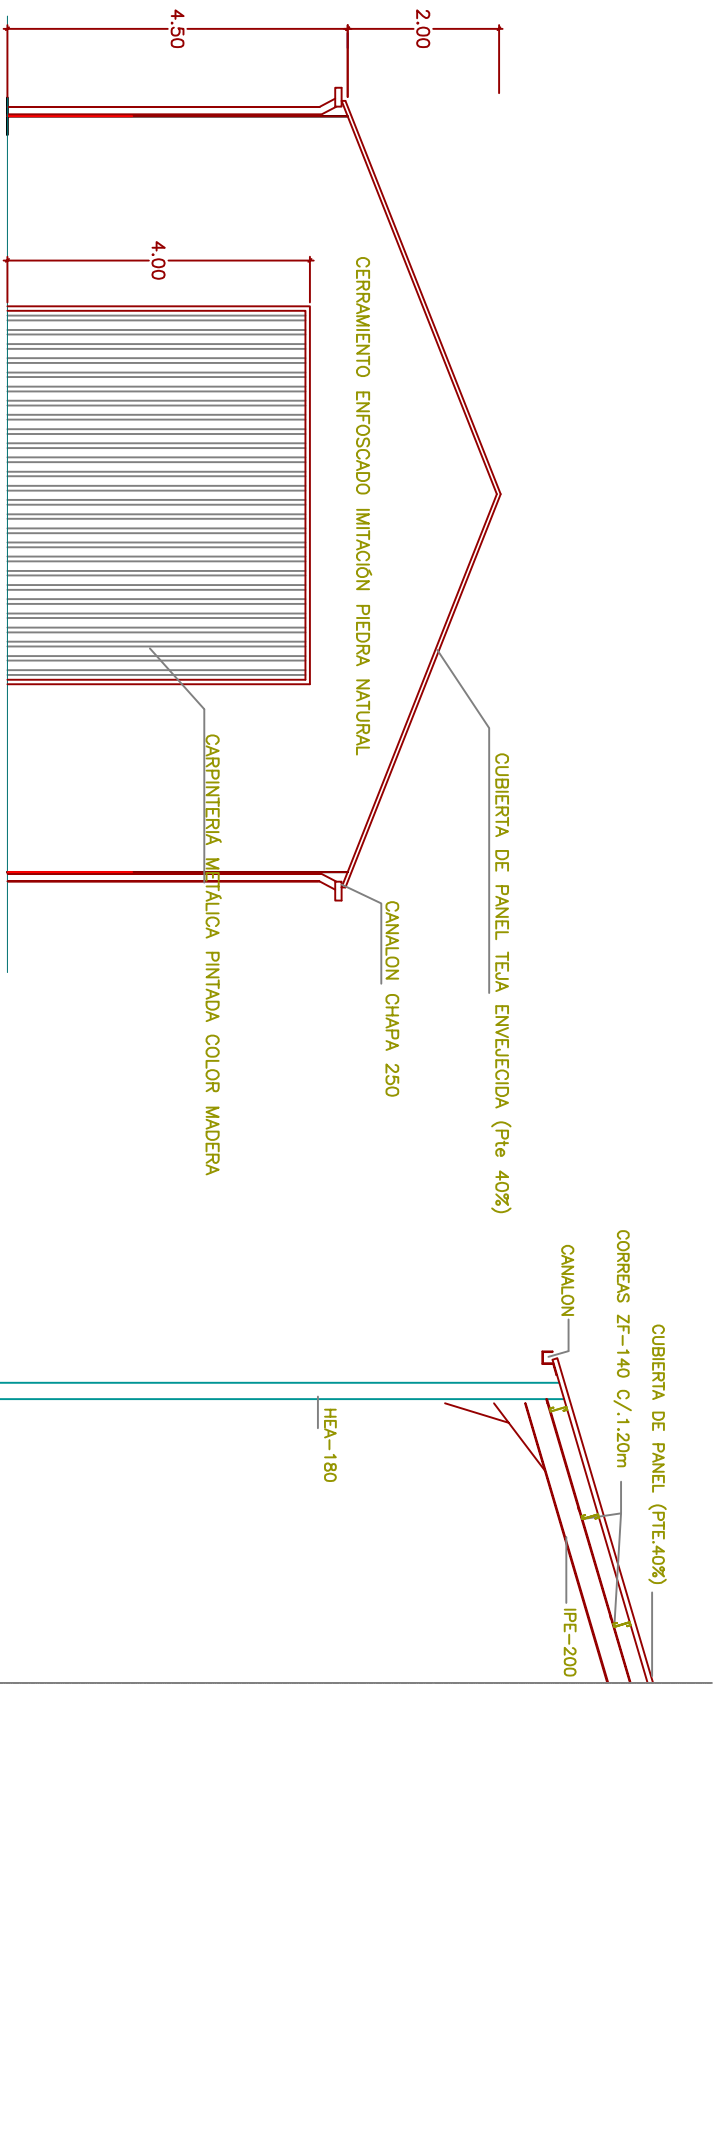 2.00
4.50
4.00
CERRAMIENTO ENFOSCADO IMITACIÓN PIEDRA NATURAL
CUBIERTA DE PANEL TEJA ENVEJECIDA (Pte 40%)
CANALON CHAPA 250
CARPINTERIÁ METÁLICA PINTADA COLOR MADERA
CUBIERTA DE PANEL (PTE.40%)
CORREAS ZF-140 C/.1.20m
CANALON
IPE-200
HEA-180